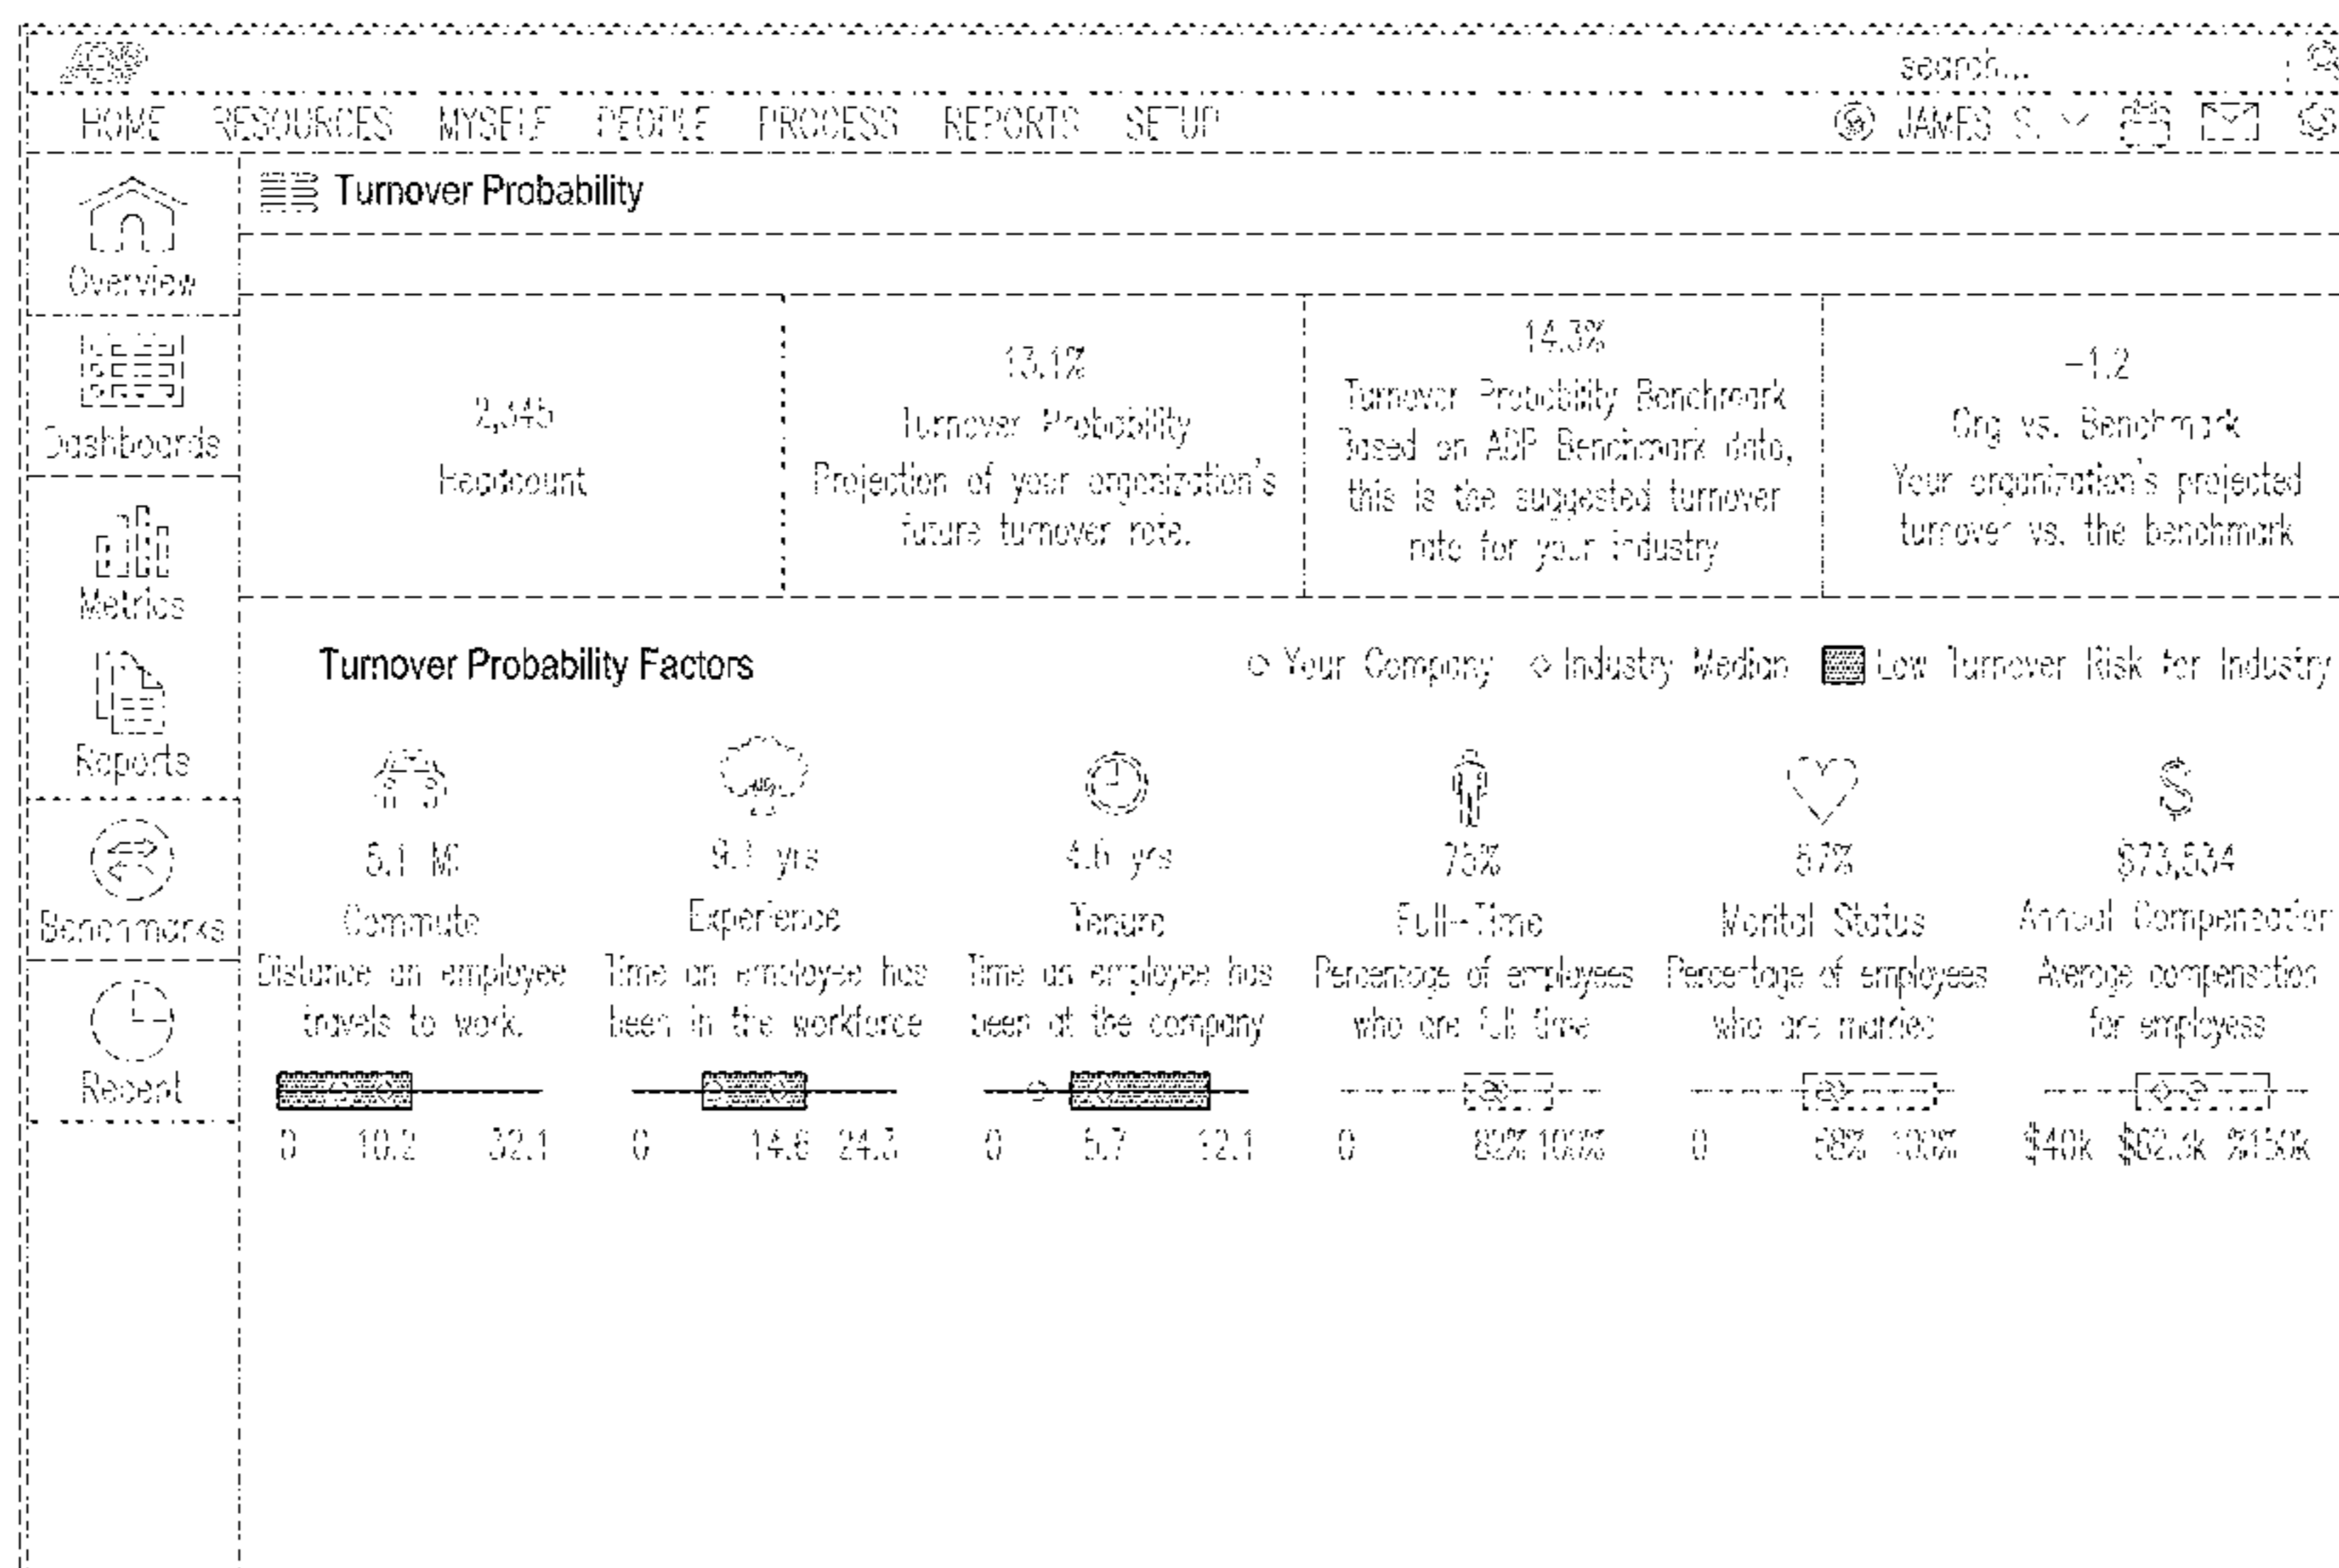 ADP
search...
HOME RESOURCES MYSELF PEOPLE PROCESS REPORTS SETUP JAMES S.
Turnover Probability
Overview
Dashboards
Metrics
Reports
Benchmarks
Recent
2,345
Headcount
13.1%
Turnover Probability
Projection of your organization's
future turnover rate.
14.3%
Turnover Probability Benchmark
Based on ADP Benchmark data,
this is the suggested turnover
rate for your industry
-1.2
Org vs. Benchmark
Your organization's projected
turnover vs. the benchmark
Turnover Probability Factors
Your Company Industry Median Low Turnover Risk for Industry
Commute
Distance an employee
travels to work.
0 10.2 32.1
9.1 yrs
Experience
Time an employee has
been in the workforce
0 14.6 24.3
4.6 yrs
Tenure
Time an employee has
been at the company
0 5.7 12.1
75%
Full-Time
Percentage of employees
who are full time
0 82% 100%
57%
Marital Status
Percentage of employees
who are married
0 58% 100%
Annual Compensation
Average compensation
for employess
$40k %150k